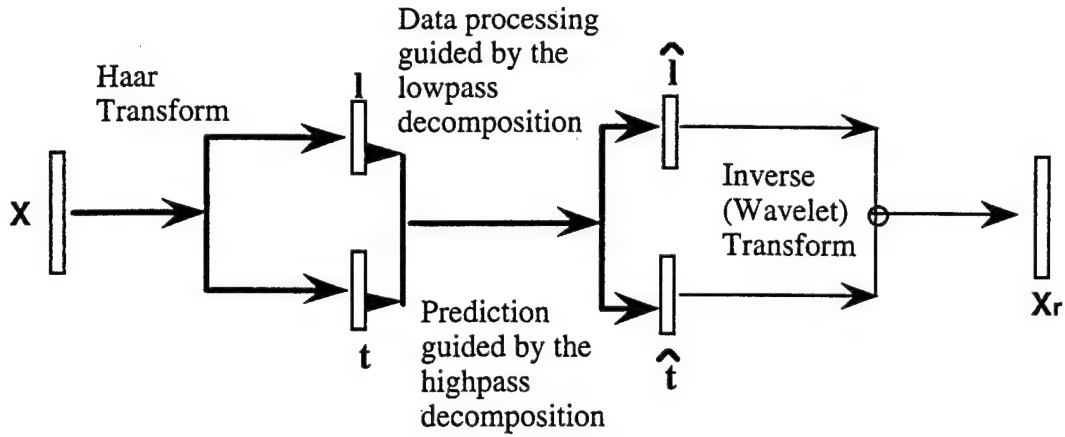 Data processing
guided by the
lowpass
decomposition
Haar
Transform
l
l̂
X
Inverse
(Wavelet)
Transform
Xr
t
Prediction
guided by the
highpass
decomposition
t̂